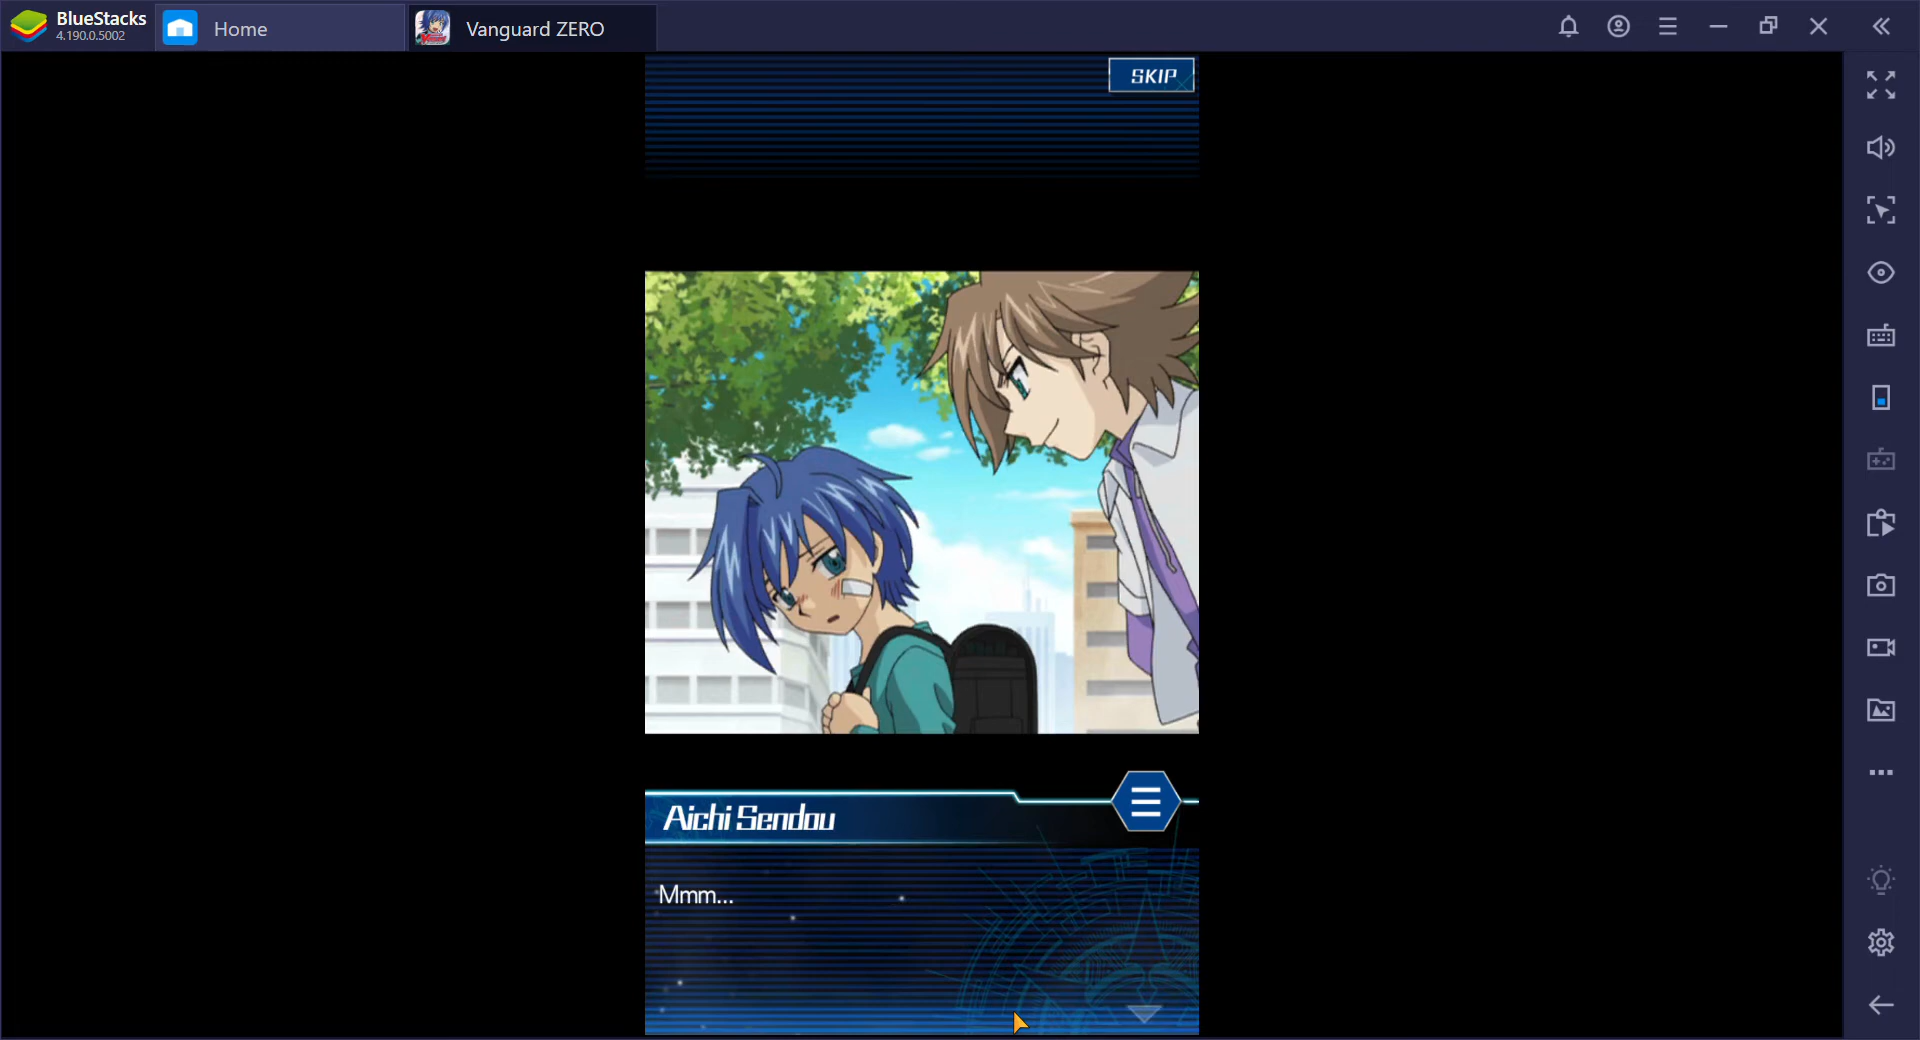 BlueStacks
4.190.0.5002
Home
Vanguard ZERO
SKIP
Aichi Sendou
Mmm...